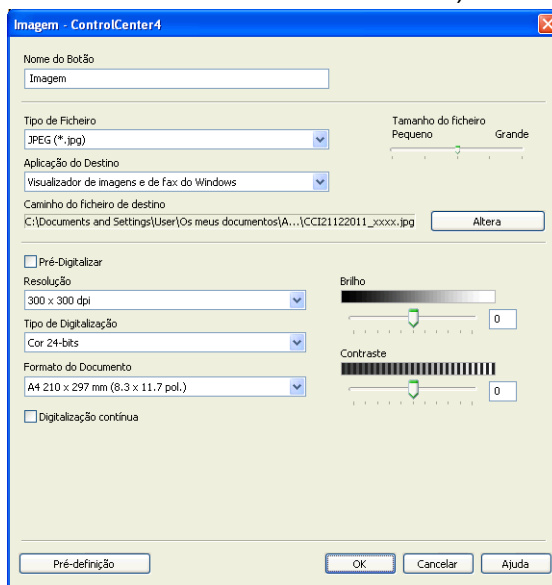 Imagem - ControlCenter4
Nome do Botão
Imagem
Tipo de Ficheiro
JPEG (*.jpg)
Tamanho do ficheiro
Pequeno Grande
Aplicação do Destino
Visualizador de imagens e de fax do Windows
Caminho do ficheiro de destino
C:\Documents and Settings\User\Os meus documentos\A...\CCI21122011_xxxx.jpg
Altera
Pré-Digitalizar
Resolução
300 x 300 dpi
Tipo de Digitalização
Cor 24-bits
Formato do Documento
A4 210 x 297 mm (8.3 x 11.7 pol.)
Digitalização contínua
Brilho
0
Contraste
0
Pré-definição
OK
Cancelar
Ajuda